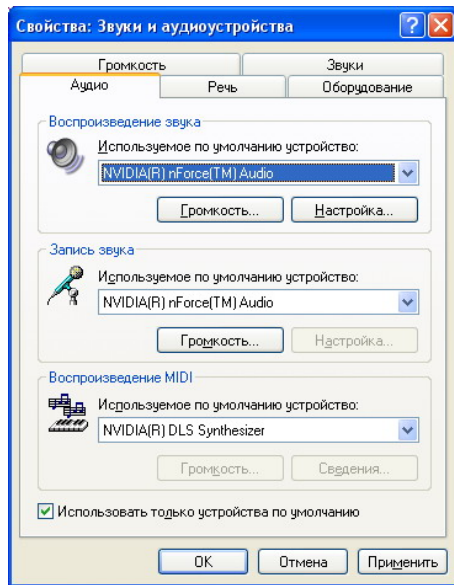 Свойства: Звуки и аудиоустройства
Громкость
Звуки
Аудио
Речь
Оборудование
Воспроизведение звука
Используемое по умолчанию устройство:
NVIDIA(R) nForce(TM) Audio
Громкость...
Настройка...
Запись звука
Используемое по умолчанию устройство:
NVIDIA(R) nForce(TM) Audio
Громкость...
Настройка...
Воспроизведение MIDI
Используемое по умолчанию устройство:
NVIDIA(R) DLS Synthesizer
Громкость...
Сведения...
Использовать только устройства по умолчанию
OK
Отмена
Применить